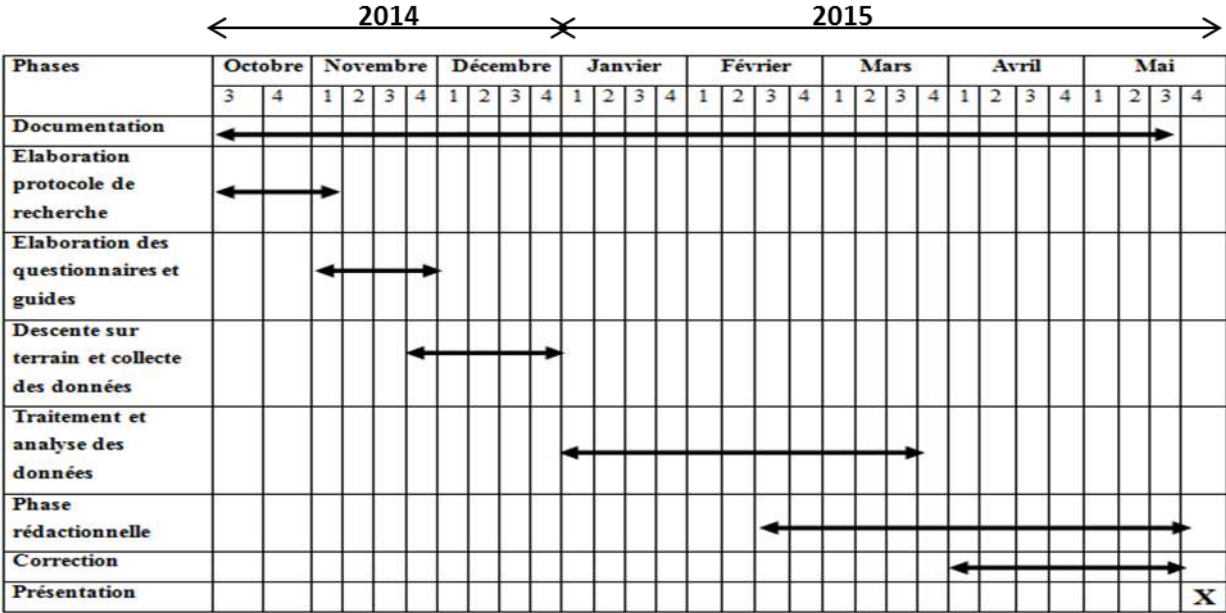 2014 2015
Phases Octobre Novembre Décembre Janvier Février Mars Avril Mai
3 4 1 2 3 4 1 2 3 4 1 2 3 4 1 2 3 4 1 2 3 4 1 2 3 4 1 2 3 4
Documentation
Elaboration
protocole de
recherche
Elaboration des
questionnaires et
guides
Descente sur
terrain et collecte
des données
Traitement et
analyse des
données
Phase
rédactionnelle
Correction
Présentation X